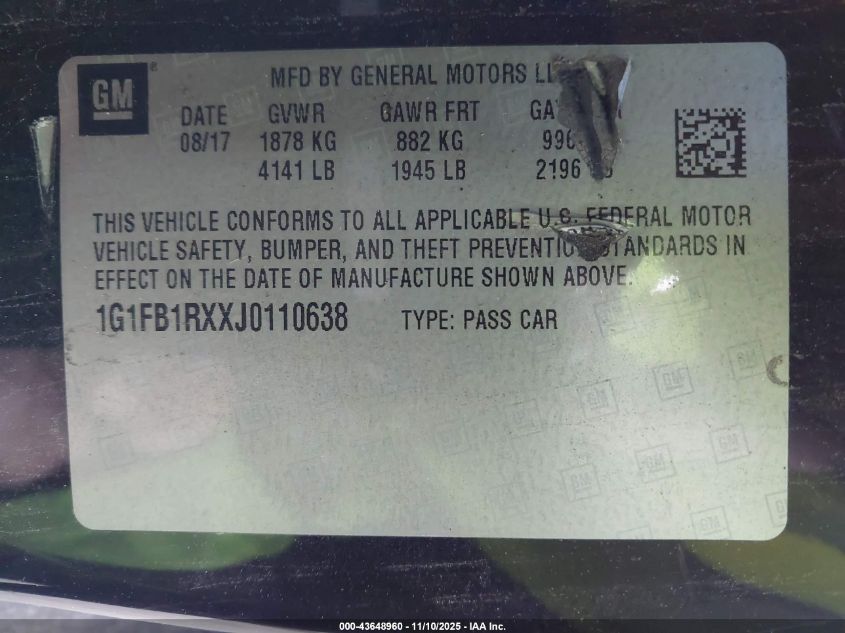 GM ®
MFD BY GENERAL MOTORS
DATE GVWR GAWR FRT
08/17 1878 KG 882 KG
4141 LB 1945 LB 2196
THIS VEHICLE CONFORMS TO ALL APPLICABLE U.S. FEDERAL MOTOR
VEHICLE SAFETY, BUMPER, AND THEFT PREVENTION STANDARDS IN
EFFECT ON THE DATE OF MANUFACTURE SHOWN ABOVE.
1G1FB1RXXJ0110638 TYPE: PASS CAR
000-43648960 — 11/10/2025 — IAA Inc.